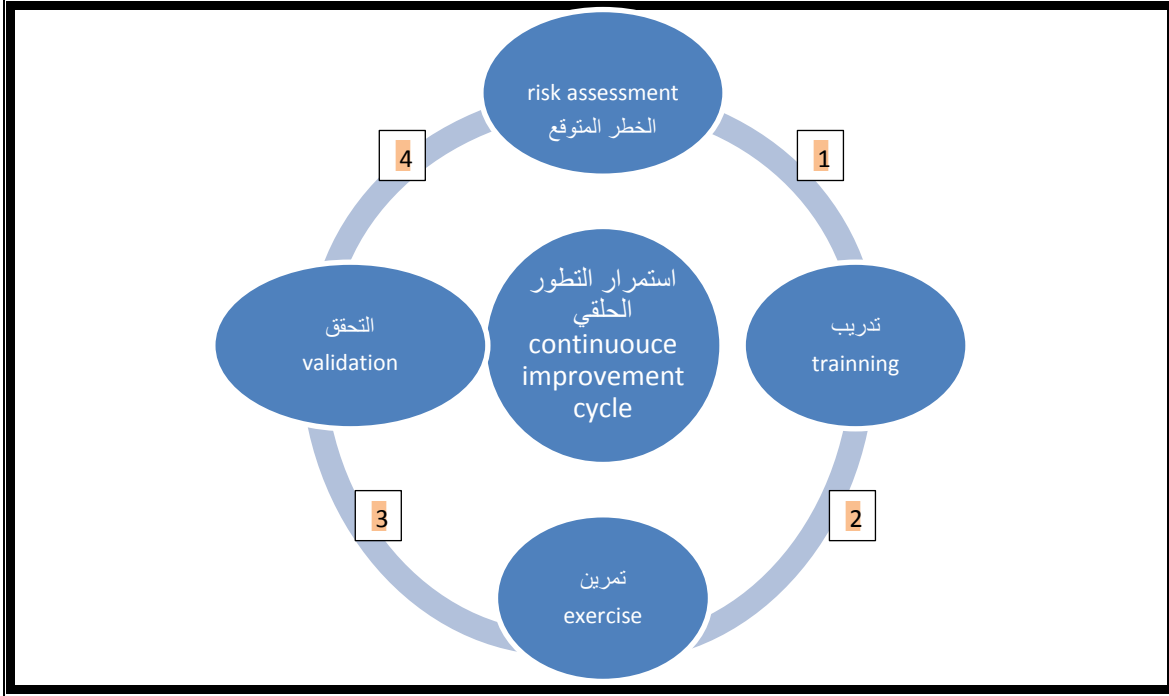 risk assessment
الخطر المتوقع
4
1
استمرار التطور
الحلقي
continuouce
improvement
cycle
التحقق
validation
تدريب
trainning
3
2
تمرين
exercise